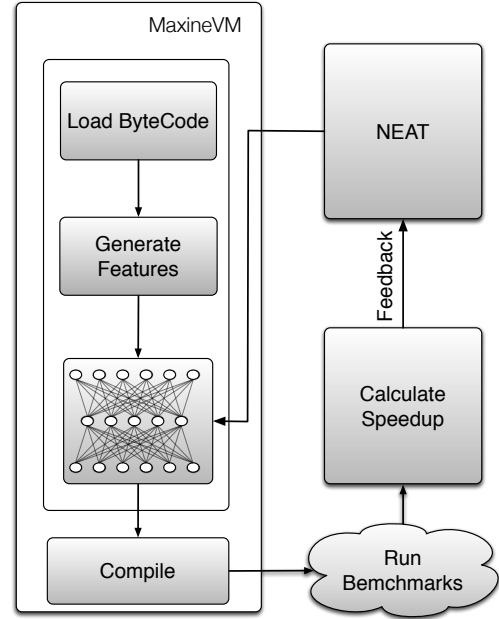 MaxineVM
Load ByteCode
Generate
Features
Compile
NEAT
Feedback
Calculate
Speedup
Run
Bemchmarks